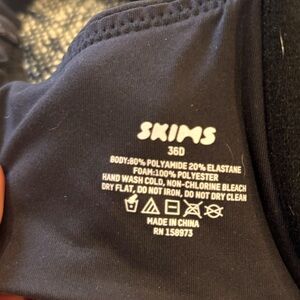 SKIMS
36D
BODY:80% POLYAMIDE 20% ELASTANE
FOAM:100% POLYESTER
HAND WASH COLD, NON-CHLORINE BLEACH
DRY FLAT, DO NOT IRON, DO NOT DRY CLEAN
MADE IN CHINA
RN 158973